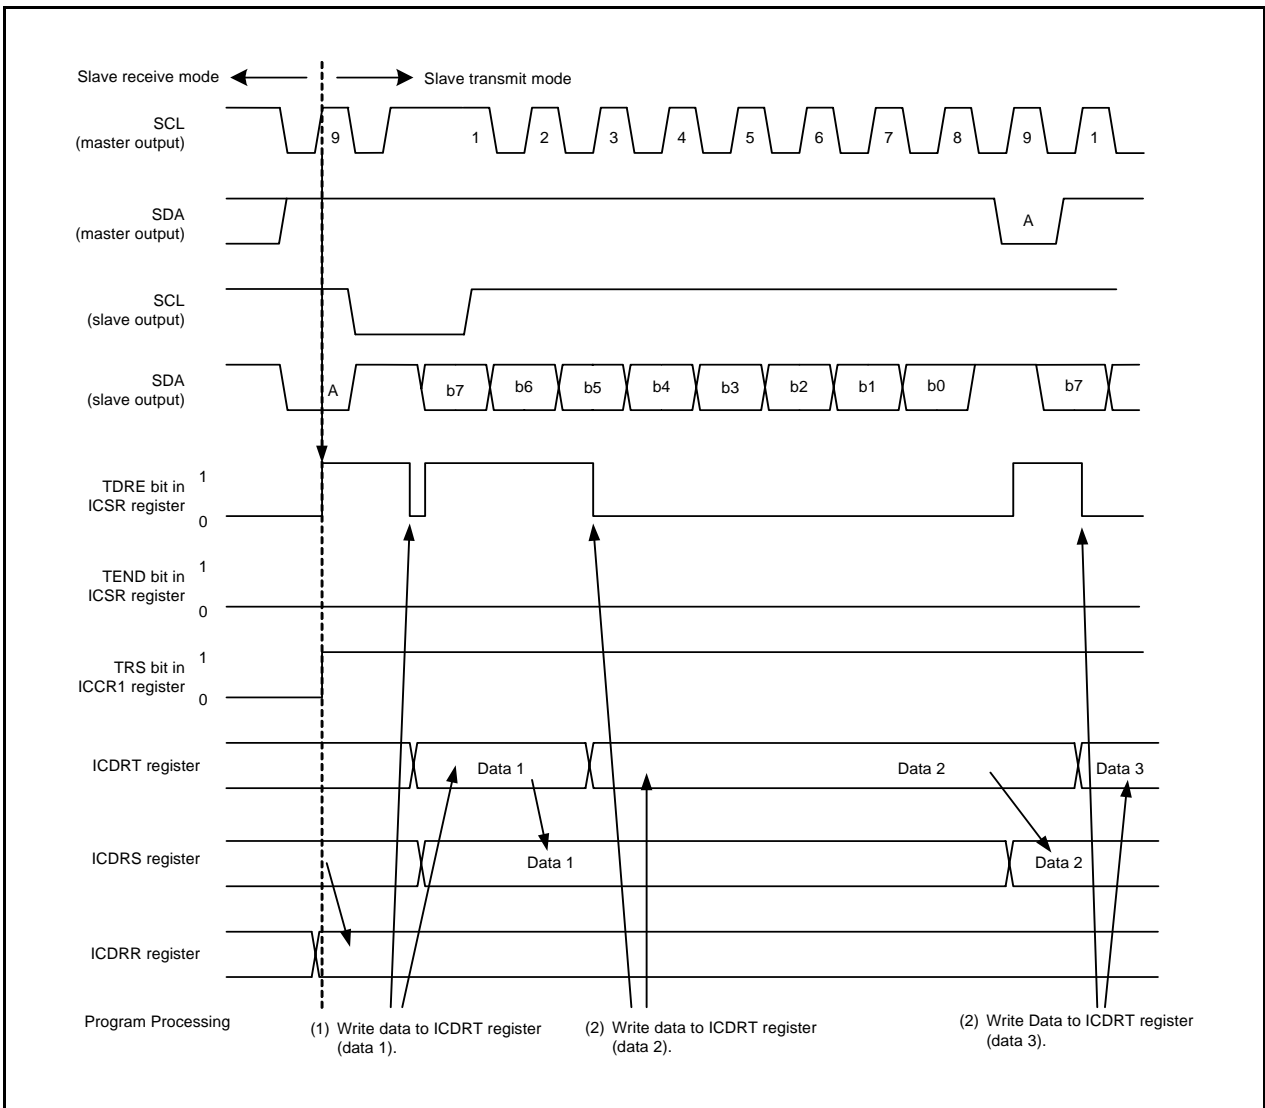 Slave receive mode
Slave transmit mode
SCL
(master output)
9 1 2 3 4 5 6 7 8 9 1
SDA
(master output)
A
SCL
(slave output)
SDA
(slave output)
A b7 b6 b5 b4 b3 b2 b1 b0 b7
TDRE bit in
ICSR register
1
0
TEND bit in
ICSR register
1
0
TRS bit in
ICCR1 register
1
0
ICDRT register
Data 1
Data 2
Data 3
ICDRS register
Data 1
Data 2
ICDRR register
Program Processing
(1) Write data to ICDRT register
(data 1).
(2) Write data to ICDRT register
(data 2).
(2) Write Data to ICDRT register
(data 3).